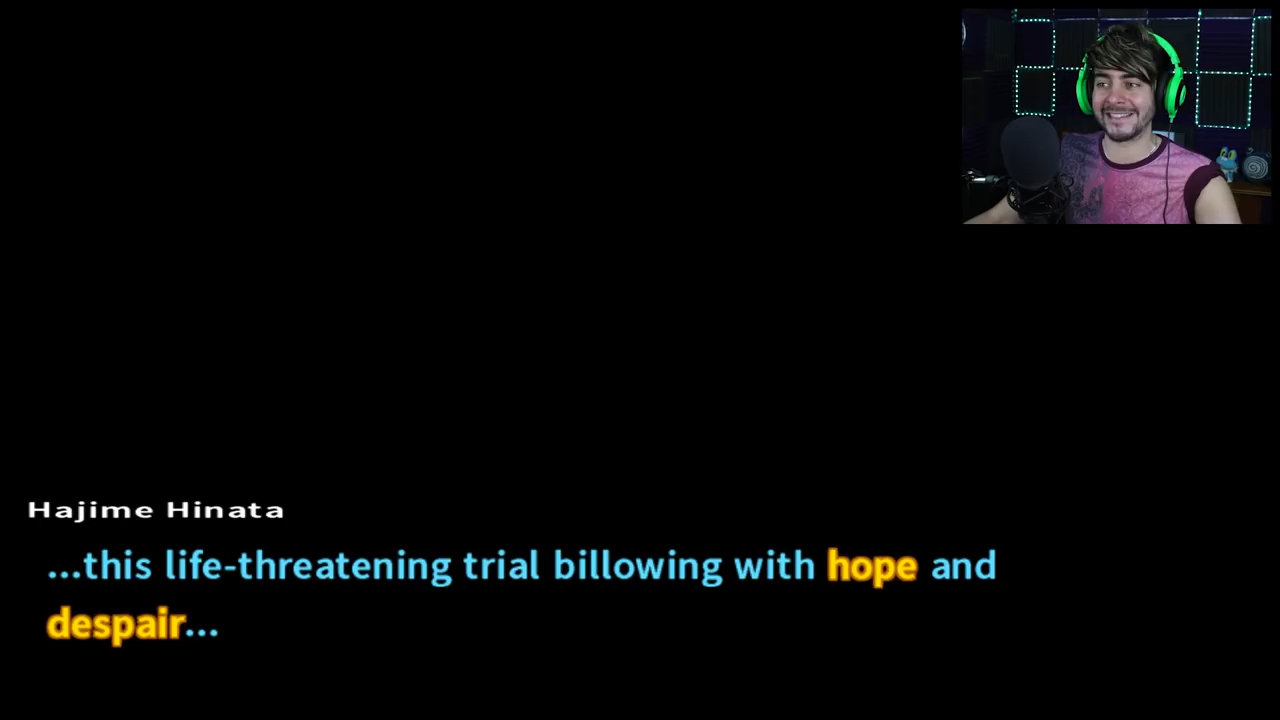 Hajime Hinata
...this life-threatening trial billowing with hope and
despair...